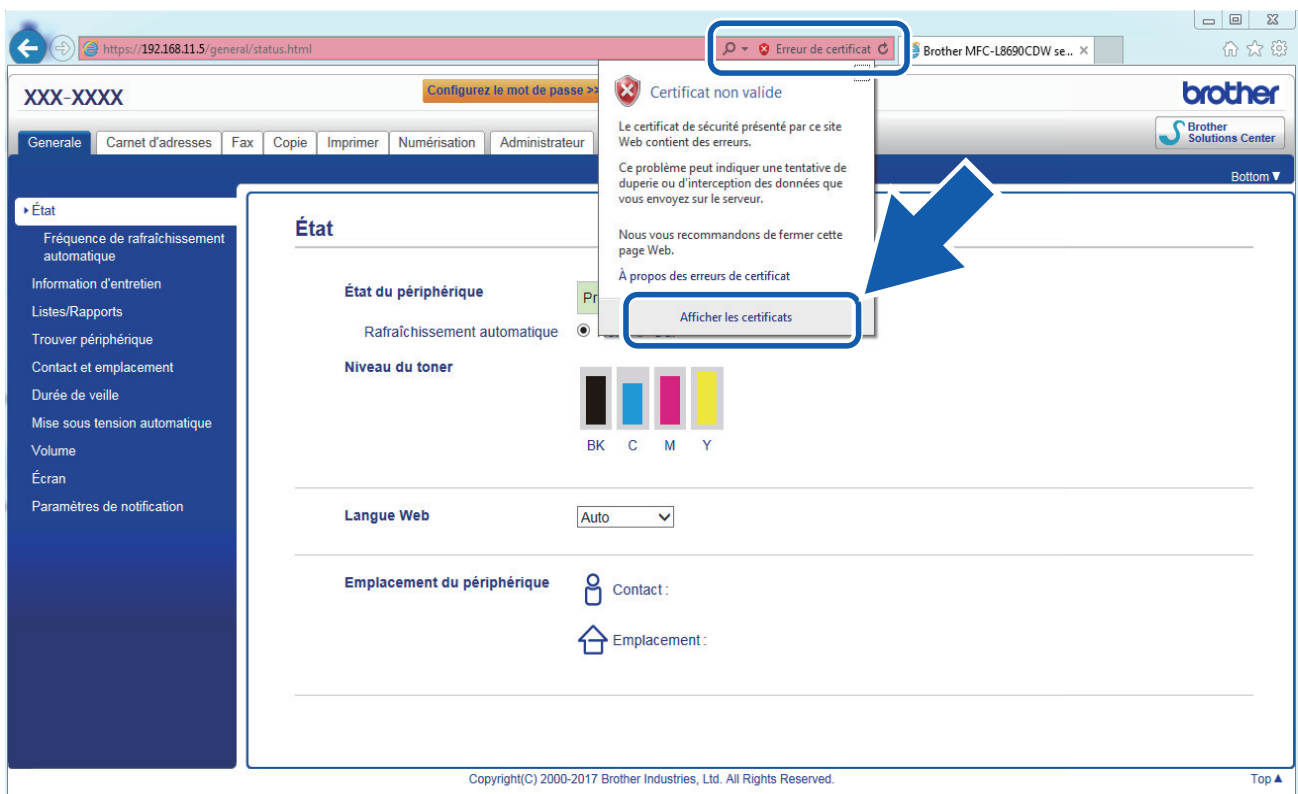 https://192.168.11.5/general/status.html
Erreur de certificat
Brother MFC-L8690CDW se...
XXX-XXXX
Configurez le mot de passe >>
brother
Generale
Carnet d'adresses
Fax
Copie
Imprimer
Numérisation
Administrateur
Brother
Solutions Center
Bottom▼
Certificat non valide
Le certificat de sécurité présenté par ce site
Web contient des erreurs.
Ce problème peut indiquer une tentative de
duperie ou d'interception des données que
vous envoyez sur le serveur.
Nous vous recommandons de fermer cette
page Web.
À propos des erreurs de certificat
Afficher les certificats
État
Fréquence de rafraîchissement
automatique
Information d'entretien
Listes/Rapports
Trouver périphérique
Contact et emplacement
Durée de veille
Mise sous tension automatique
Volume
Écran
Paramètres de notification
État
État du périphérique
Pr
Rafraîchissement automatique
Niveau du toner
BK C M Y
Langue Web
Auto
Emplacement du périphérique
Contact :
Emplacement :
Copyright(C) 2000-2017 Brother Industries, Ltd. All Rights Reserved.
Top▲